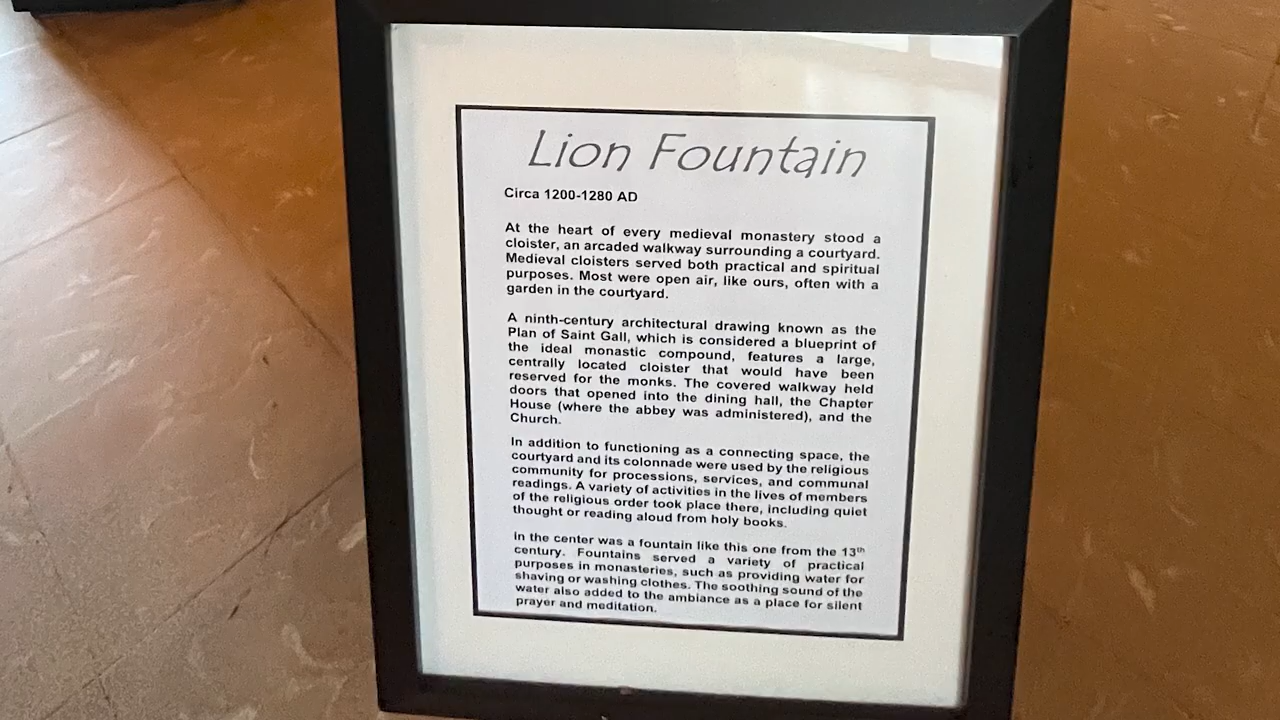 Lion Fountain
Circa 1200-1280 AD
At the heart of every medieval monastery stood a
cloister, an arcaded walkway surrounding a courtyard.
Medieval cloisters served both practical and spiritual
purposes. Most were open air, like ours, often with a
garden in the courtyard.
A ninth-century architectural drawing known as the
Plan of Saint Gall, which is considered a blueprint of
the ideal monastic compound, features a large,
centrally located cloister that would have been
reserved for the monks. The covered walkway held
doors that opened into the dining hall, the Chapter
House (where the abbey was administered), and the
Church.
In addition to functioning as a connecting space, the
courtyard and its colonnade were used by the religious
community for processions, services, and communal
readings. A variety of activities in the lives of members
of the religious order took place there, including quiet
thought or reading aloud from holy books.
In the center was a fountain like this one from the 13th
century. Fountains served a variety of practical
purposes in monasteries, such as providing water for
shaving or washing clothes. The soothing sound of the
water also added to the ambiance as a place for silent
prayer and meditation.